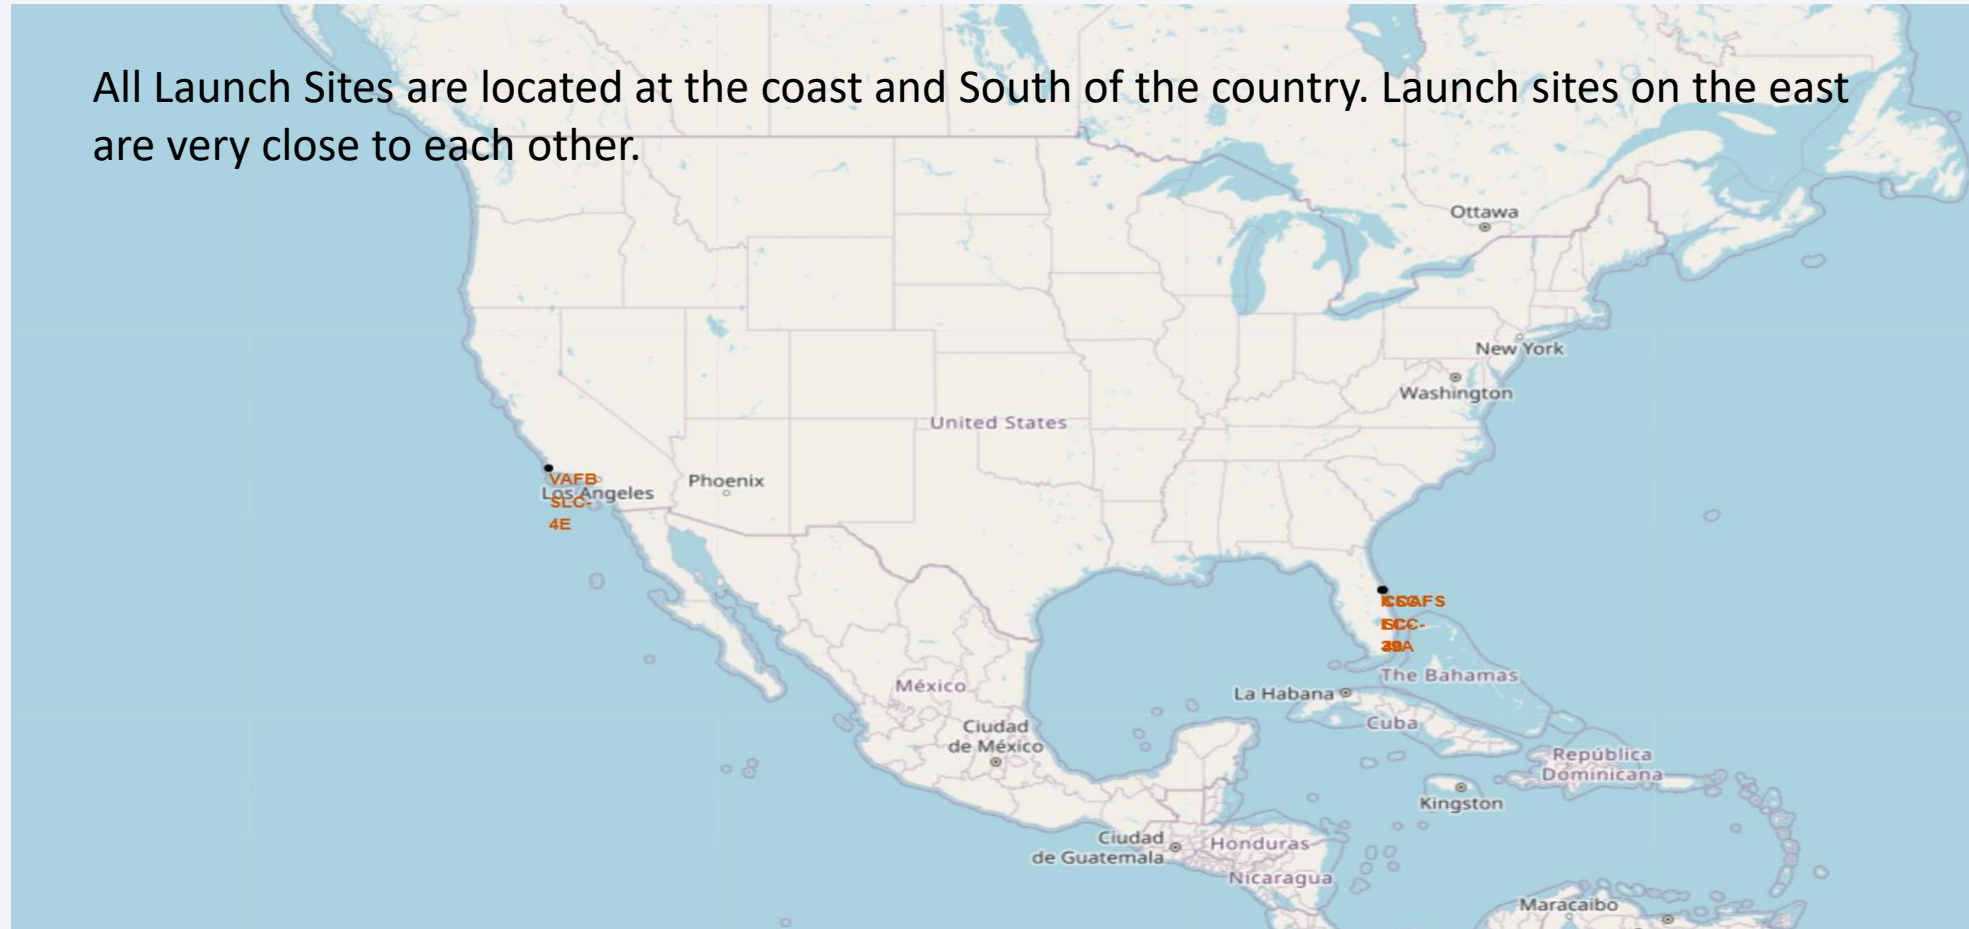 All Launch Sites are located at the coast and South of the country. Launch sites on the east
are very close to each other.
Ottawa
New York
Washington
United States
VAFB
Los Angeles
SLC-
4E
Phoenix
The Bahamas
La Habana
Cuba
México
Ciudad
de México
República
Dominicana
Kingston
Ciudad
de Guatemala
Honduras
Nicaragua
Maracaibo